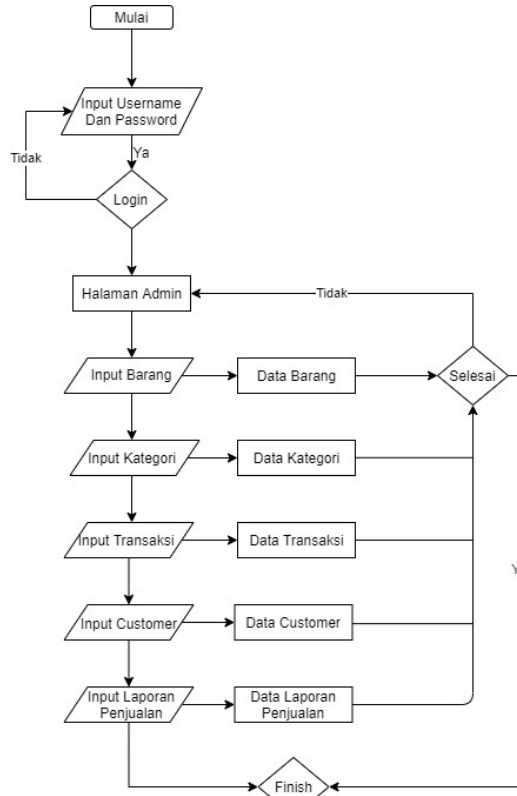 Mulai
Input Username
Dan Password
Tidak
Ya
Login
Halaman Admin
Tidak
Input Barang
Data Barang
Selesai
Input Kategori
Data Kategori
Input Transaksi
Data Transaksi
Input Customer
Data Customer
Input Laporan
Penjualan
Data Laporan
Penjualan
Finish